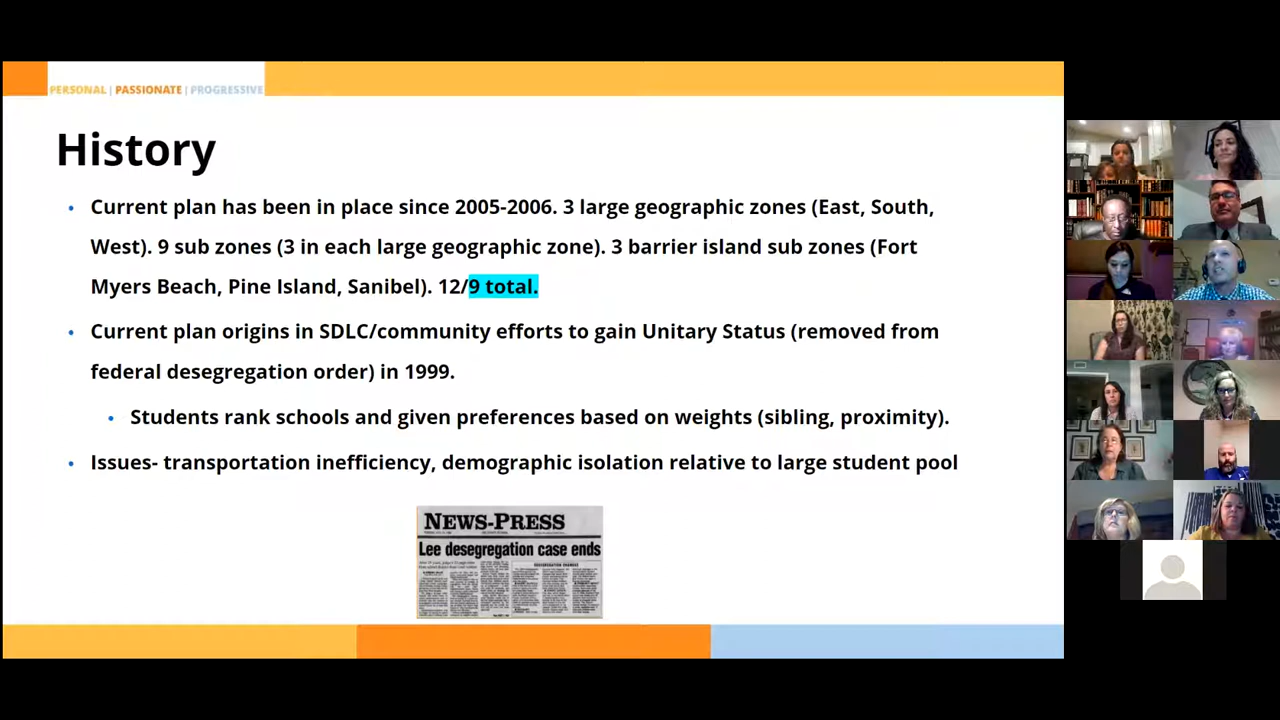 PERSONAL | PASSIONATE | PROGRESSIVE
History
• Current plan has been in place since 2005-2006. 3 large geographic zones (East, South,
West). 9 sub zones (3 in each large geographic zone). 3 barrier island sub zones (Fort
Myers Beach, Pine Island, Sanibel). 12/9 total.
• Current plan origins in SDLC/community efforts to gain Unitary Status (removed from
federal desegregation order) in 1999.
• Students rank schools and given preferences based on weights (sibling, proximity).
• Issues- transportation inefficiency, demographic isolation relative to large student pool
NEWS-PRESS
Lee desegregation case ends